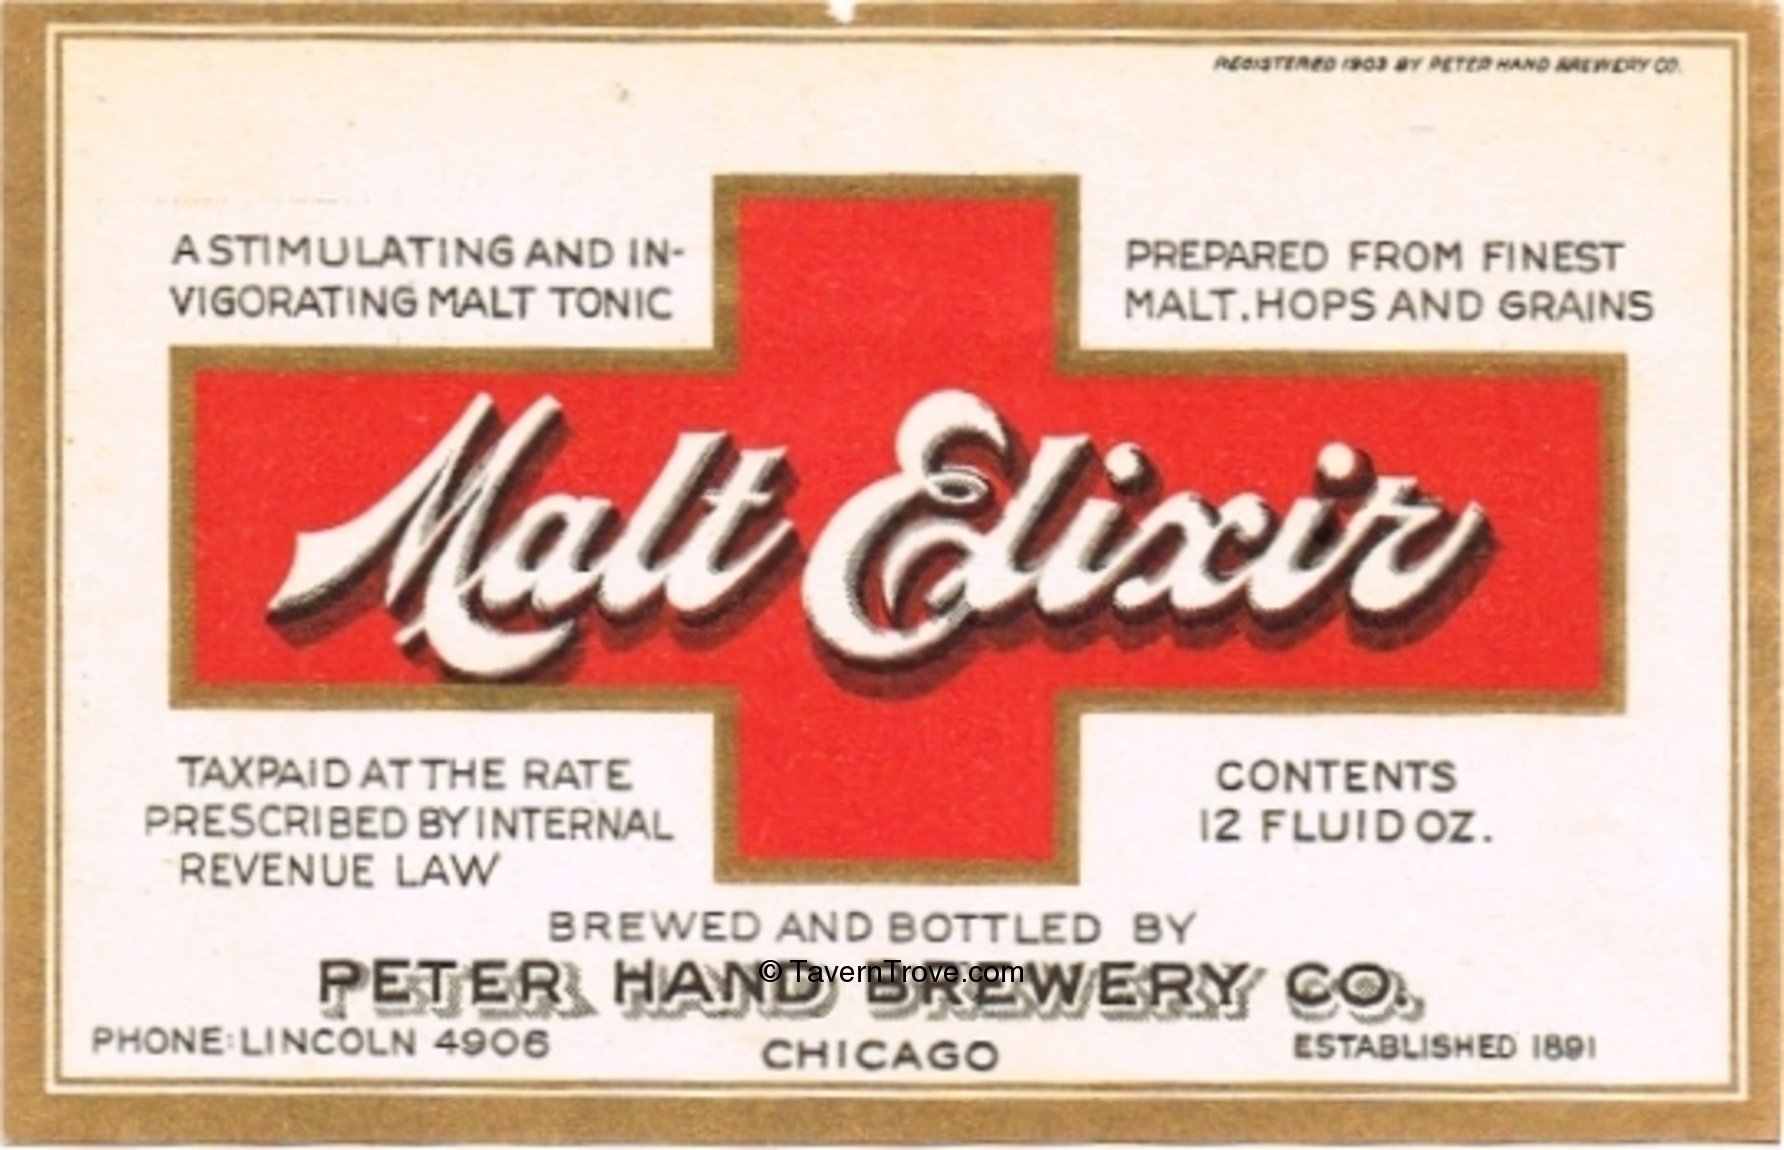 REGISTERED 1903 BY PETER HAND BREWERY CO.
A STIMULATING AND IN-
VIGORATING MALT TONIC
PREPARED FROM FINEST
MALT, HOPS AND GRAINS
Malt Elixir
TAXPAID AT THE RATE
PRESCRIBED BY INTERNAL
REVENUE LAW
CONTENTS
12 FLUID OZ.
BREWED AND BOTTLED BY
PETER HAND BREWERY CO.
© TavernTrove.com
PHONE: LINCOLN 4906
CHICAGO
ESTABLISHED 1891